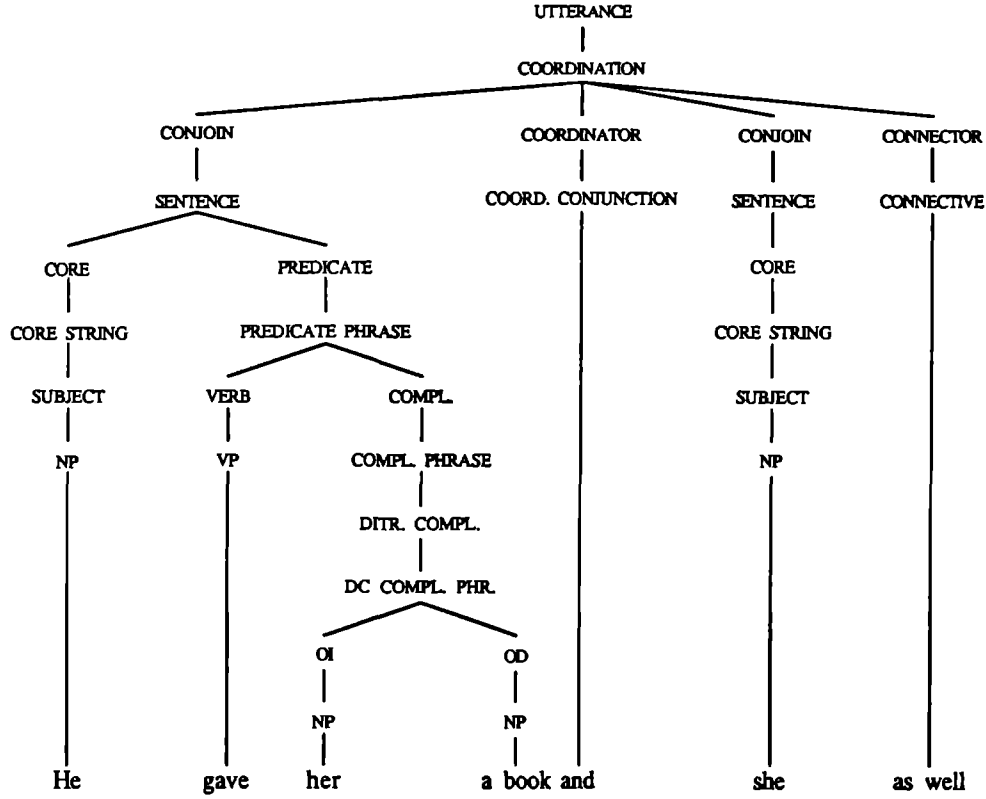 UTTERANCE
COORDINATION
CONJOIN COORDINATOR CONJOIN CONNECTOR
SENTENCE COORD. CONJUNCTION SENTENCE CONNECTIVE
CORE PREDICATE CORE
CORE STRING PREDICATE PHRASE CORE STRING
SUBJECT VERB COMPL. SUBJECT
NP VP COMPL. PHRASE NP
DITR. COMPL.
DC COMPL. PHR.
OI OD
NP NP
He gave her a book and she as well